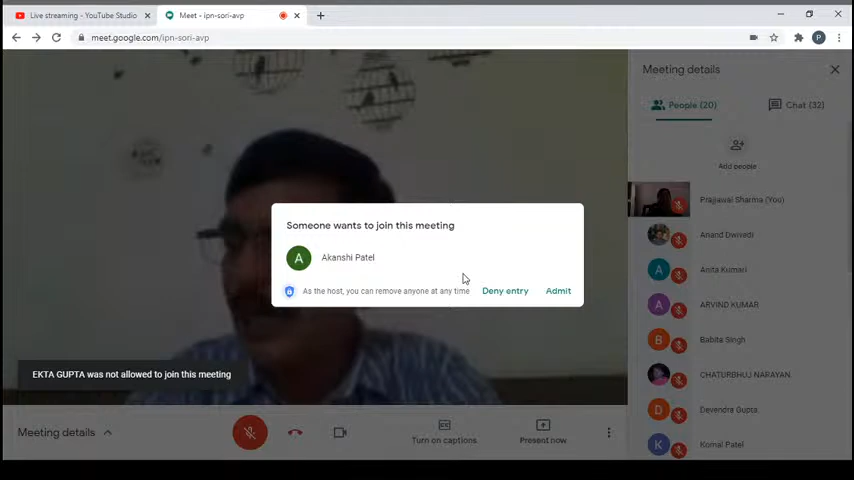 Live streaming - YouTube Studio
Meet - ipn-sori-avp
meet.google.com/ipn-sori-avp
P
Meeting details
People (20)
Chat (32)
Add people
Someone wants to join this meeting
A
Akanshi Patel
As the host, you can remove anyone at any time
Deny entry
Admit
Prajjawal Sharma (You)
Anand Dwivedi
A
Anita Kumari
A
ARVIND KUMAR
B
Babita Singh
CHATURBHUJ NARAYAN
D
Devendra Gupta
K
Komal Patel
EKTA GUPTA was not allowed to join this meeting
Meeting details
Turn on captions
Present now